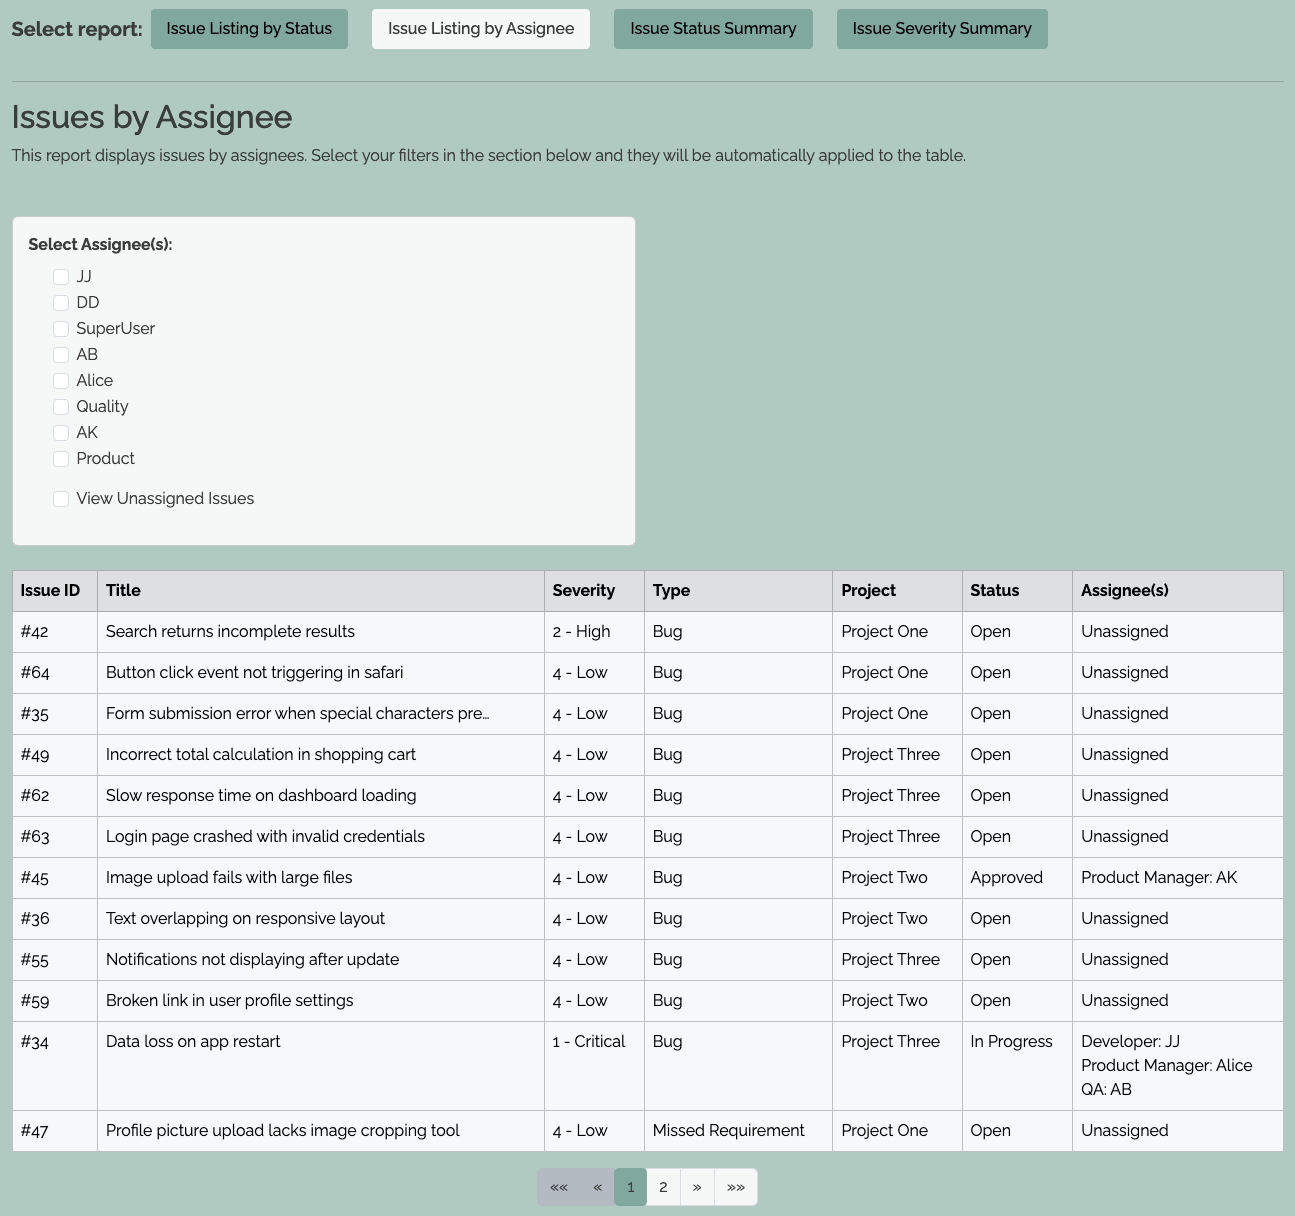 Select report: Issue Listing by Status Issue Listing by Assignee Issue Status Summary Issue Severity Summary
Issues by Assignee
This report displays issues by assignees. Select your filters in the section below and they will be automatically applied to the table.
Select Assignee(s):
JJ
DD
SuperUser
AB
Alice
Quality
AK
Product
View Unassigned Issues
Issue ID Title Severity Type Project Status Assignee(s)
#42 Search returns incomplete results 2 - High Bug Project One Open Unassigned
#64 Button click event not triggering in safari 4 - Low Bug Project One Open Unassigned
#35 Form submission error when special characters pre… 4 - Low Bug Project One Open Unassigned
#49 Incorrect total calculation in shopping cart 4 - Low Bug Project Three Open Unassigned
#62 Slow response time on dashboard loading 4 - Low Bug Project Three Open Unassigned
#63 Login page crashed with invalid credentials 4 - Low Bug Project Three Open Unassigned
#45 Image upload fails with large files 4 - Low Bug Project Two Approved Product Manager: AK
#36 Text overlapping on responsive layout 4 - Low Bug Project Two Open Unassigned
#55 Notifications not displaying after update 4 - Low Bug Project Three Open Unassigned
#59 Broken link in user profile settings 4 - Low Bug Project Two Open Unassigned
#34 Data loss on app restart 1 - Critical Bug Project Three In Progress Developer: JJ
Product Manager: Alice
QA: AB
#47 Profile picture upload lacks image cropping tool 4 - Low Missed Requirement Project One Open Unassigned
«« « 1 2 » »»